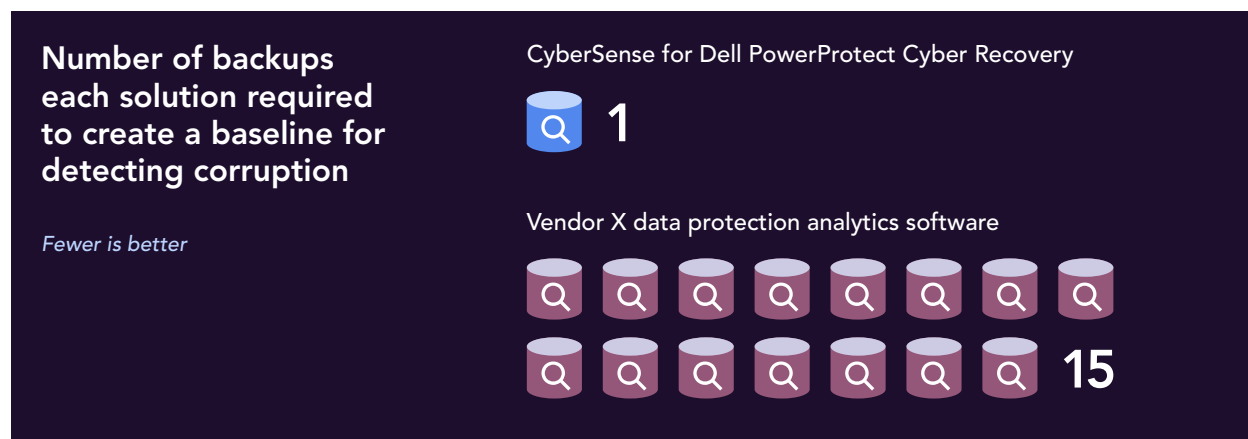 Number of backups
each solution required
to create a baseline for
detecting corruption
Fewer is better
CyberSense for Dell PowerProtect Cyber Recovery
1
Vendor X data protection analytics software
15